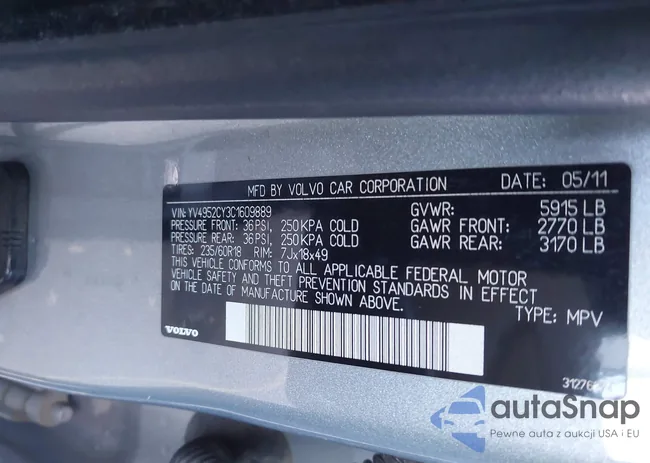 MFD BY VOLVO CAR CORPORATION DATE: 05/11
VIN: YV4952CY3C1609889 GVWR: 5915 LB
PRESSURE FRONT: 36PSI, 250KPA COLD GAWR FRONT: 2770 LB
PRESSURE REAR: 36PSI, 250KPA COLD GAWR REAR: 3170 LB
TIRES: 235/60R18 RIM: 7Jx18x49
THIS VEHICLE CONFORMS TO ALL APPLICABLE FEDERAL MOTOR
VEHICLE SAFETY AND THEFT PREVENTION STANDARDS IN EFFECT
ON THE DATE OF MANUFACTURE SHOWN ABOVE.
TYPE: MPV
VOLVO
autaSnap
Pewne auta z aukcji USA i EU